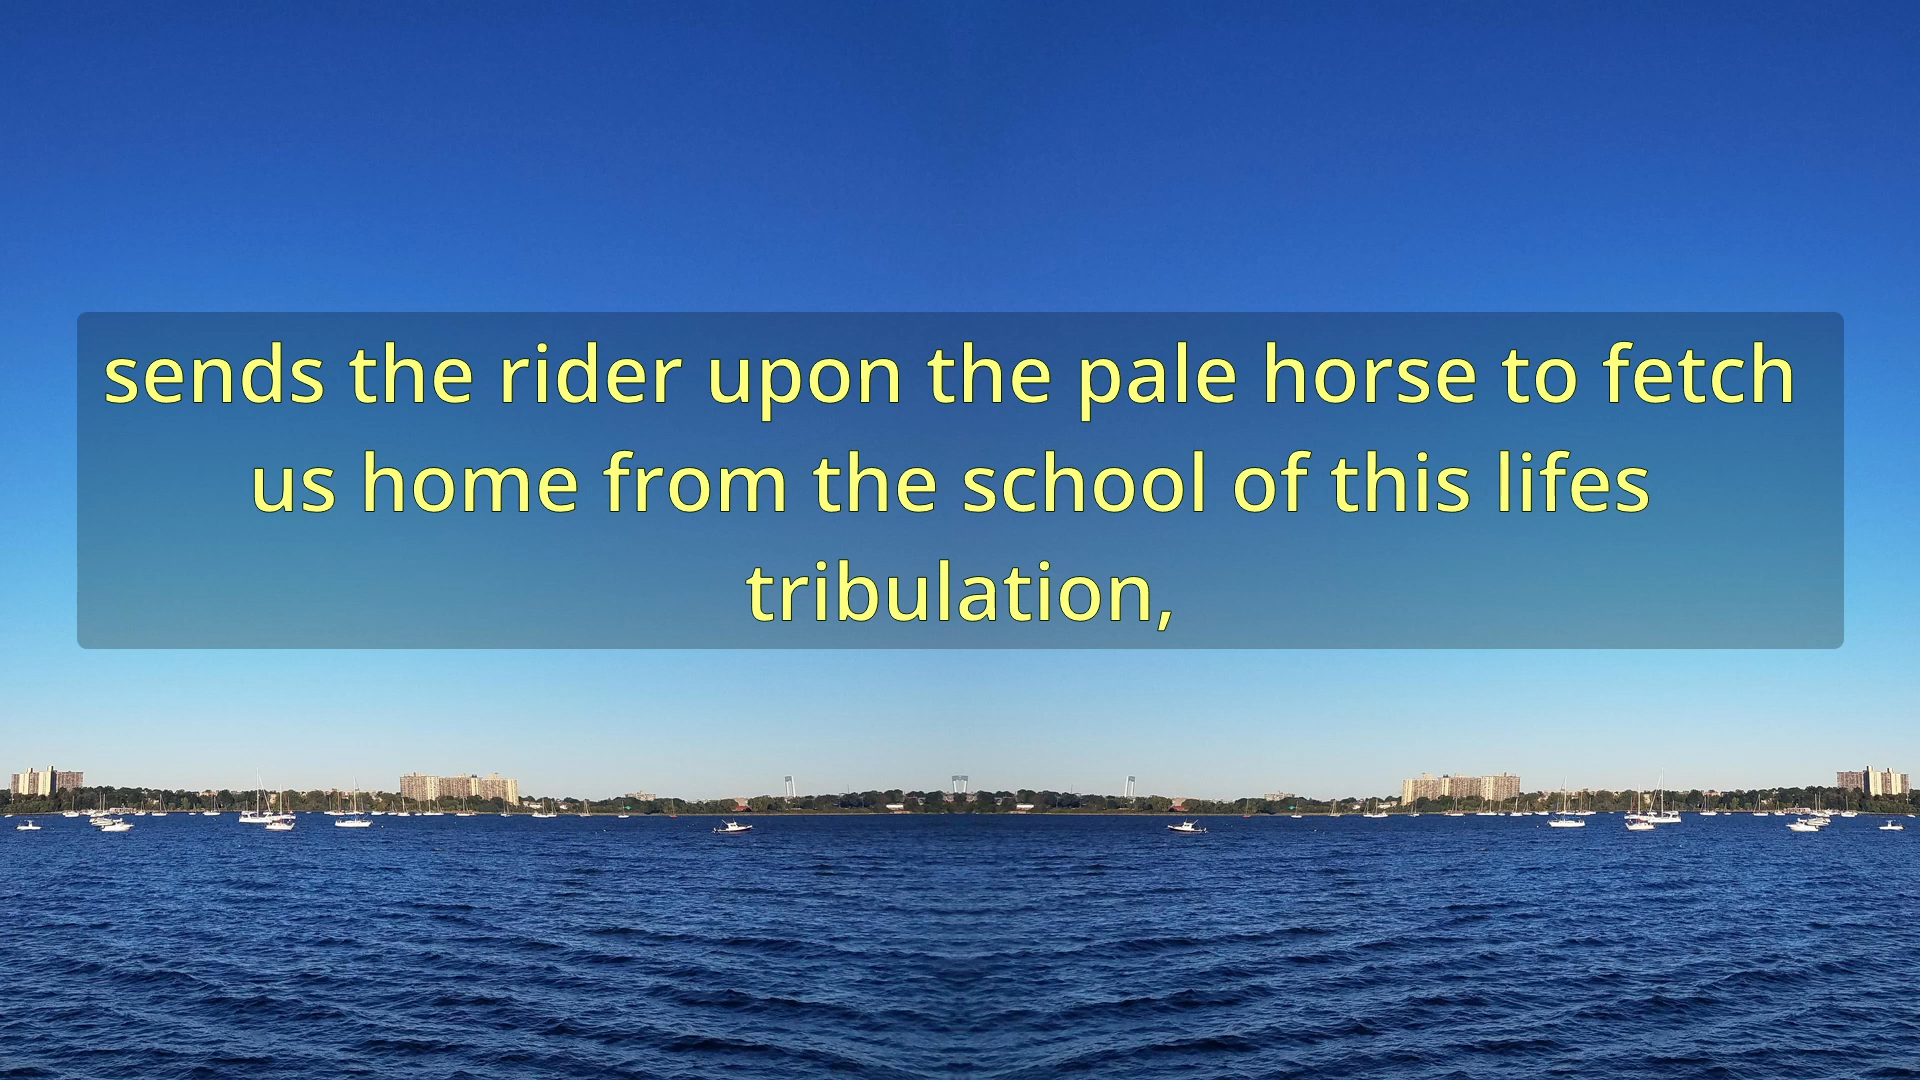 sends the rider upon the pale horse to fetch
us home from the school of this lifes
tribulation,